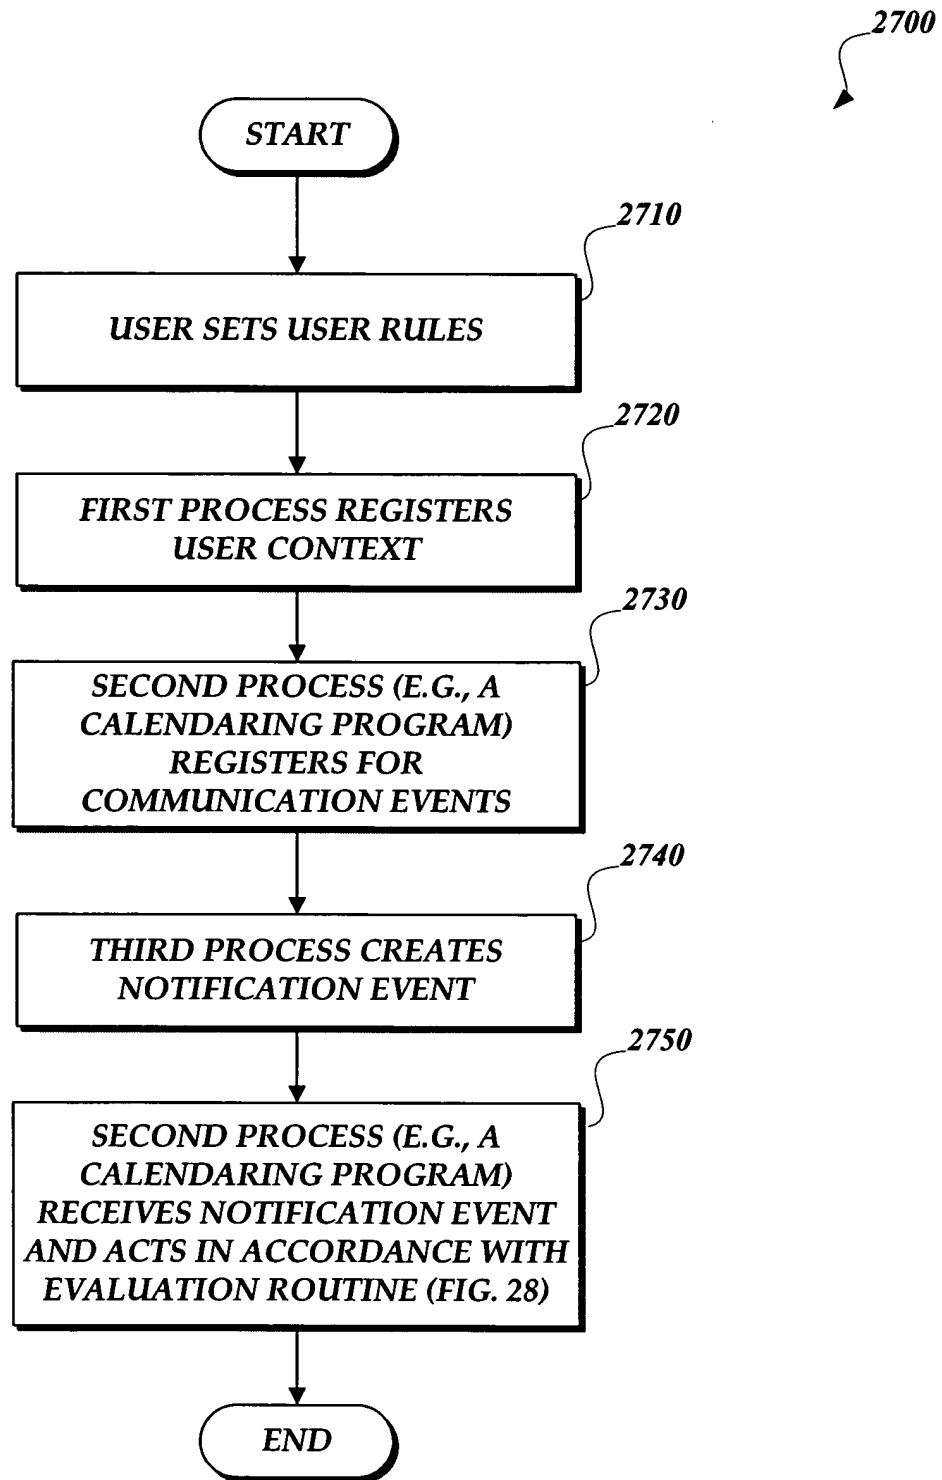 2700
START
2710
USER SETS USER RULES
2720
FIRST PROCESS REGISTERS
USER CONTEXT
2730
SECOND PROCESS (E.G., A
CALENDARING PROGRAM)
REGISTERS FOR
COMMUNICATION EVENTS
2740
THIRD PROCESS CREATES
NOTIFICATION EVENT
2750
SECOND PROCESS (E.G., A
CALENDARING PROGRAM)
RECEIVES NOTIFICATION EVENT
AND ACTS IN ACCORDANCE WITH
EVALUATION ROUTINE (FIG. 28)
END